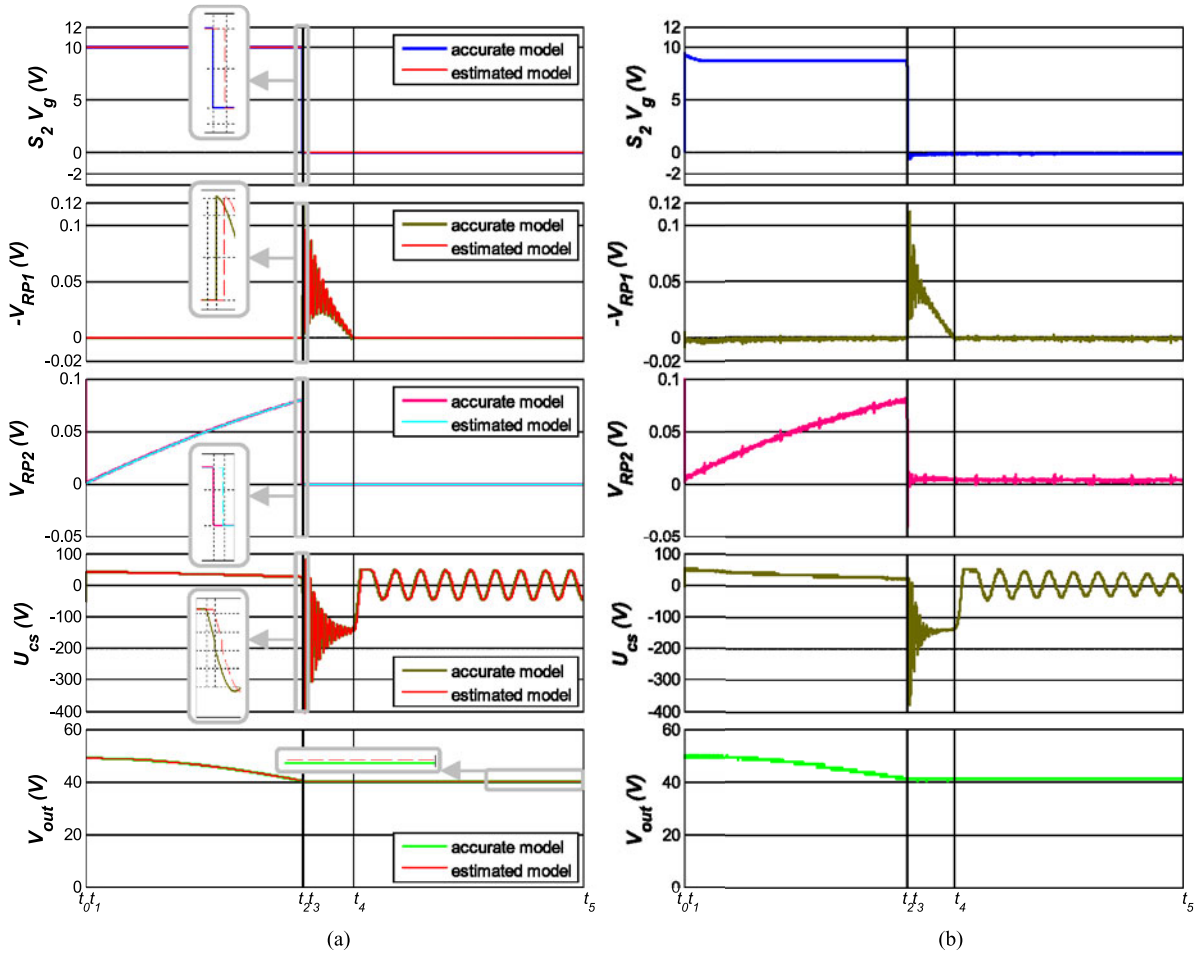 12
10
5
0
-2
S2 Vg (V)
accurate model
estimated model
0.12
0.1
0.05
0
-0.02
-VRP1 (V)
accurate model
estimated model
0.1
0.05
0
-0.05
VRP2 (V)
accurate model
estimated model
100
0
-100
-200
-300
-400
Ucs (V)
accurate model
estimated model
60
40
20
0
Vout (V)
accurate model
estimated model
t0t1 t2t3 t4 t5
(a)
12
10
5
0
-2
S2 Vg (V)
0.12
0.1
0.05
0
-0.02
-VRP1 (V)
0.1
0.05
0
-0.05
VRP2 (V)
100
0
-100
-200
-300
-400
Ucs (V)
60
40
20
0
Vout (V)
t0t1 t2t3 t4 t5
(b)